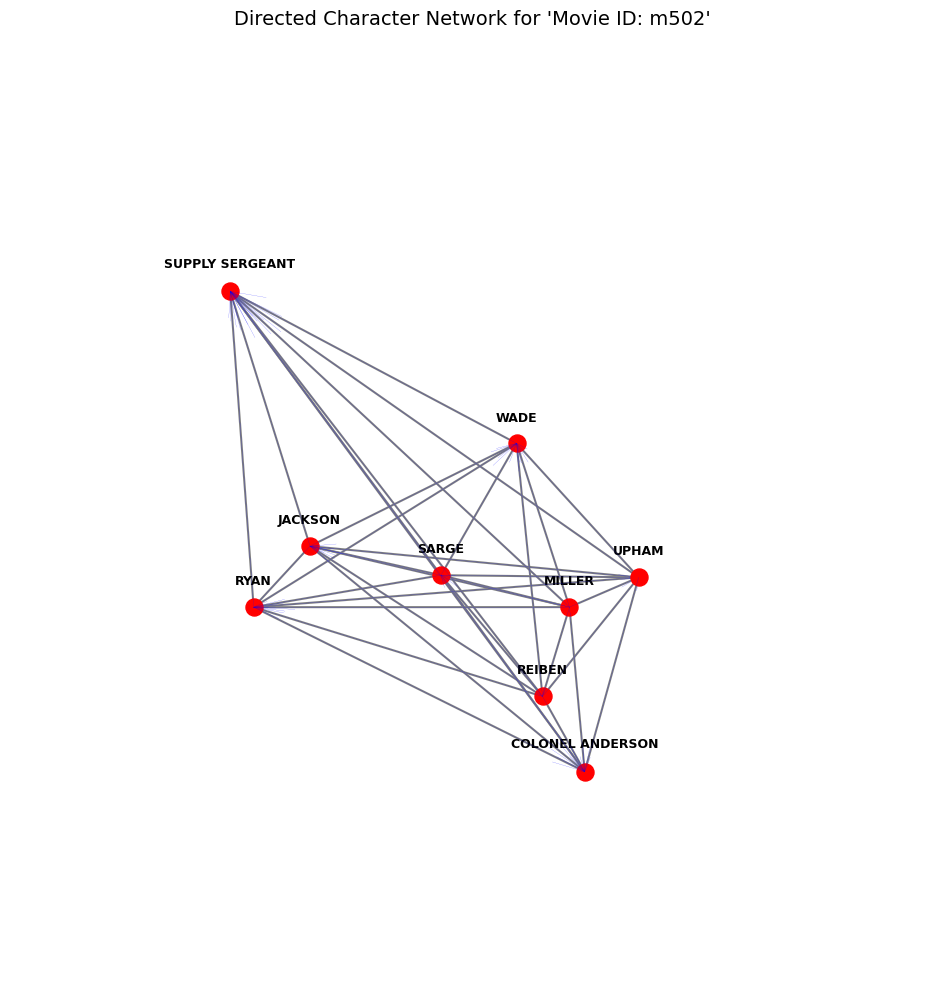 Directed Character Network for 'Movie ID: m502'
SUPPLY SERGEANT
WADE
JACKSON
SARGE
UPHAM
RYAN
MILLER
REIBEN
COLONEL ANDERSON